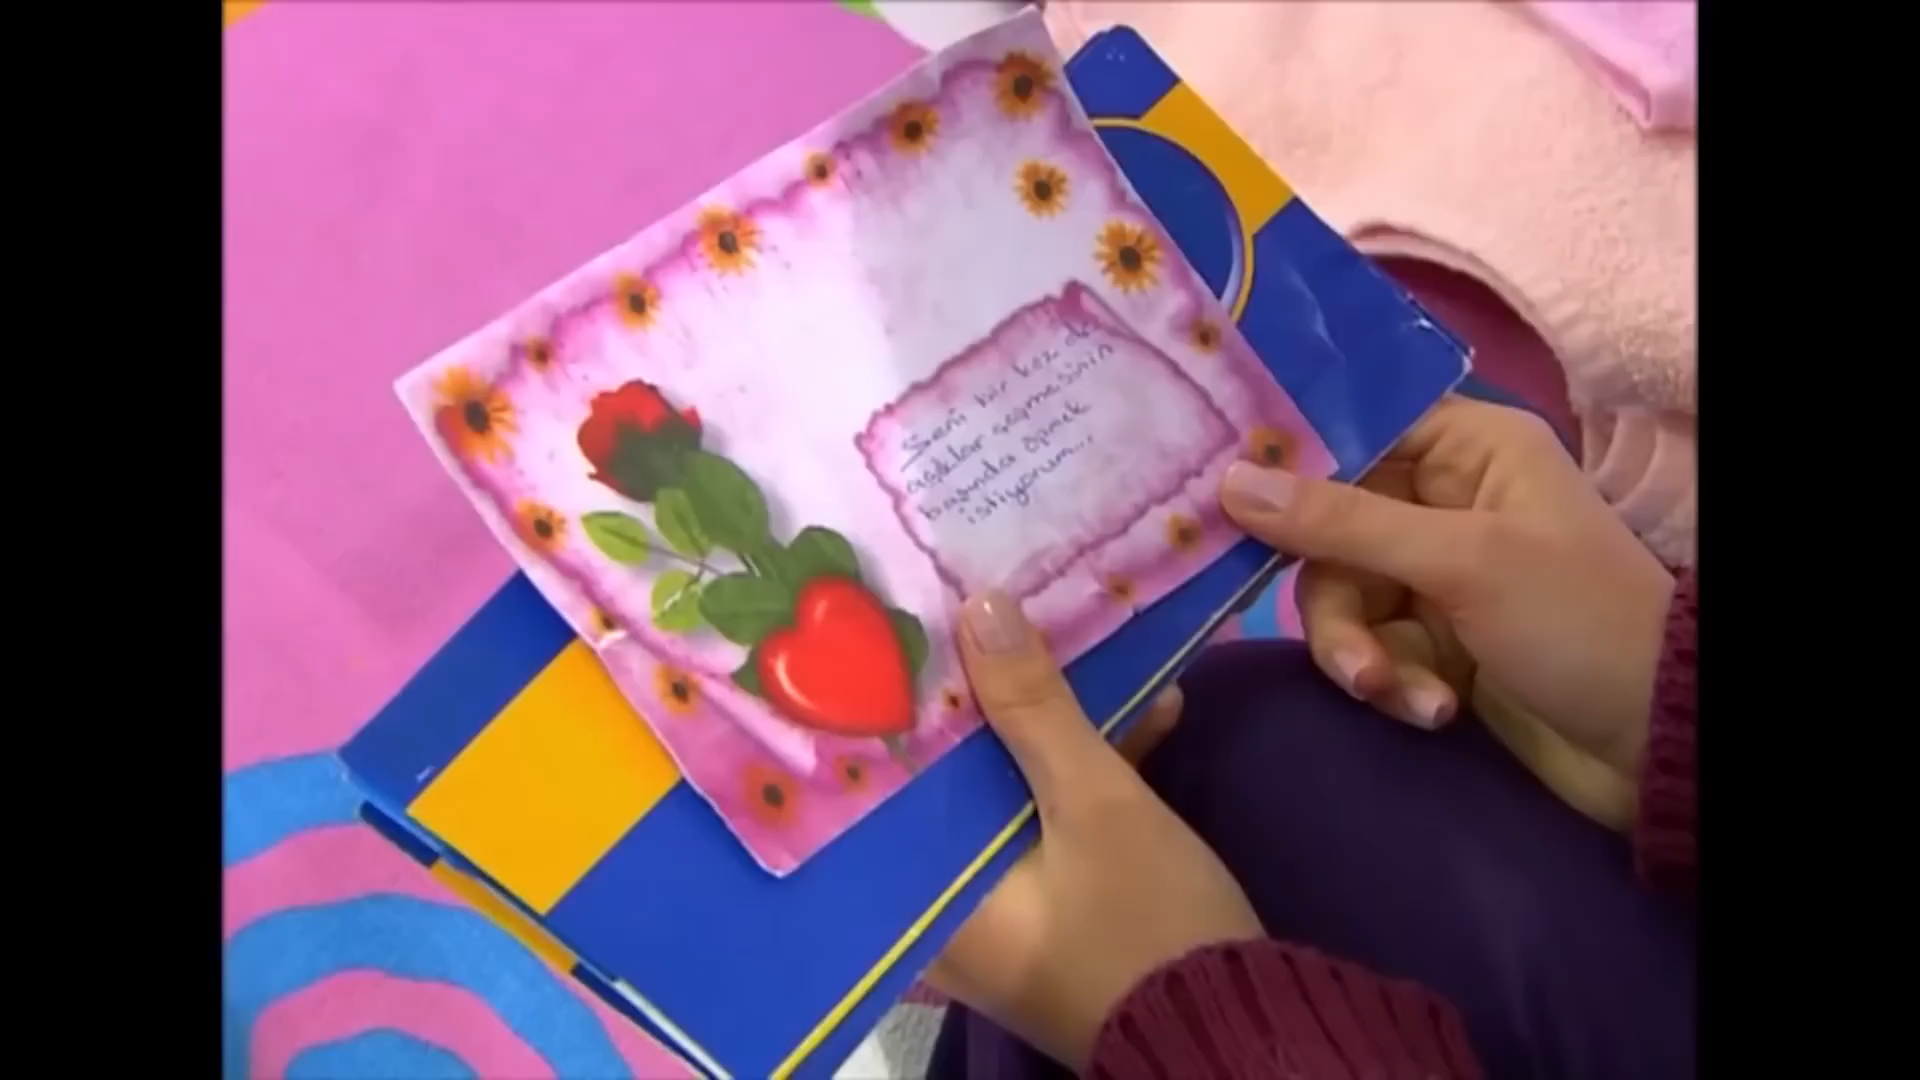 Seni bir kez de
aşıklar çeşmesinin
başında öpmek
istiyorum...